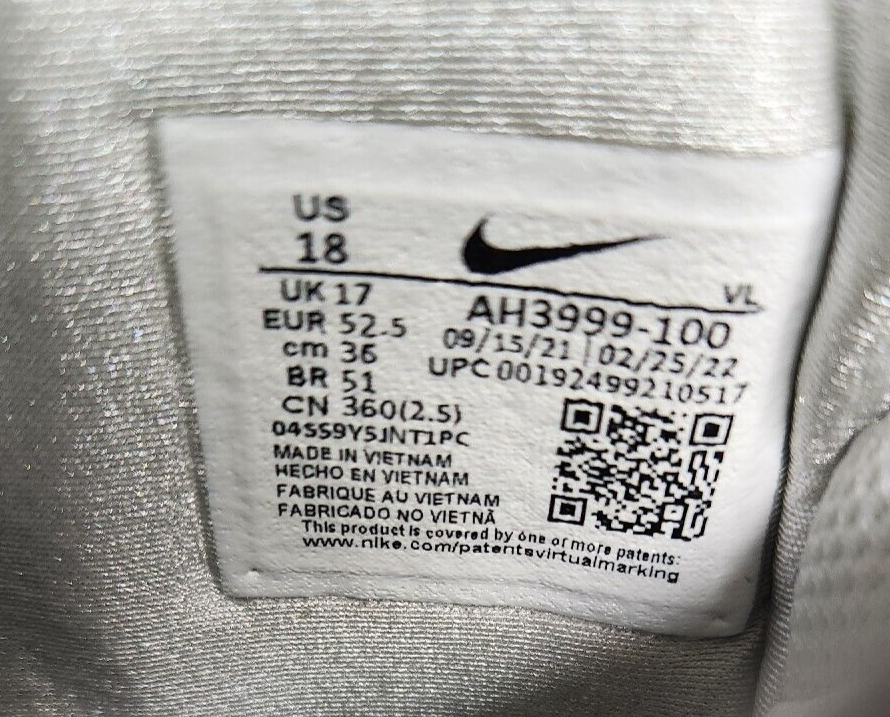 US
18
VL
UK 17
EUR 52.5
cm 36
BR 51
CN 360(2.5)
AH3999-100
09/15/21 | 02/25/22
UPC 00192499210517
04SS9Y5JNT1PC
MADE IN VIETNAM
HECHO EN VIETNAM
FABRIQUE AU VIETNAM
FABRICADO NO VIETNÃ
This product is covered by one or more patents:
www.nike.com/patentsvirtualmarking